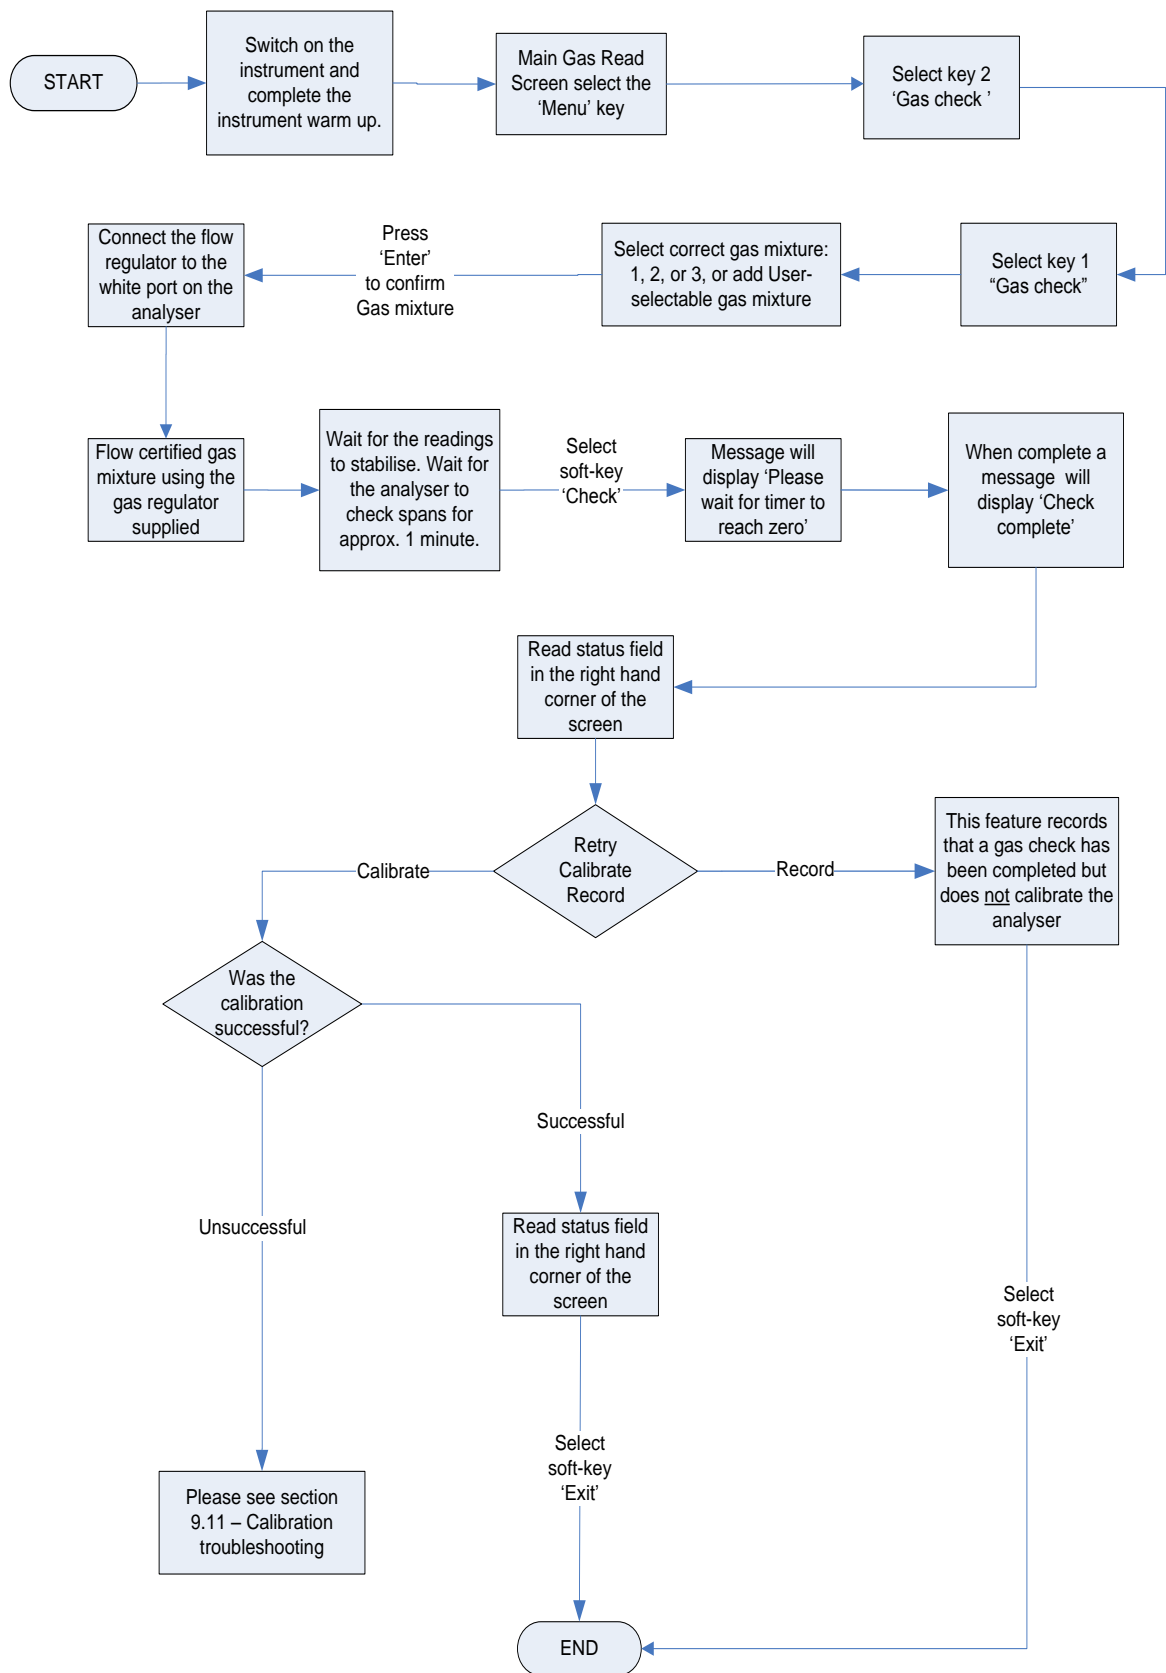 START
Switch on the
instrument and
complete the
instrument warm up.
Main Gas Read
Screen select the
‘Menu’ key
Select key 2
‘Gas check ’
Select key 1
“Gas check”
Select correct gas mixture:
1, 2, or 3, or add User-
selectable gas mixture
Press
‘Enter’
to confirm
Gas mixture
Connect the flow
regulator to the
white port on the
analyser
Flow certified gas
mixture using the
gas regulator
supplied
Wait for the readings
to stabilise. Wait for
the analyser to
check spans for
approx. 1 minute.
Select
soft-key
‘Check’
Message will
display ‘Please
wait for timer to
reach zero’
When complete a
message  will
display ‘Check
complete’
Read status field
in the right hand
corner of the
screen
Retry
Calibrate
Record
Calibrate
Record
This feature records
that a gas check has
been completed but
does not calibrate the
analyser
Was the
calibration
successful?
Successful
Unsuccessful
Read status field
in the right hand
corner of the
screen
Select
soft-key
‘Exit’
Select
soft-key
‘Exit’
Please see section
9.11 – Calibration
troubleshooting
END